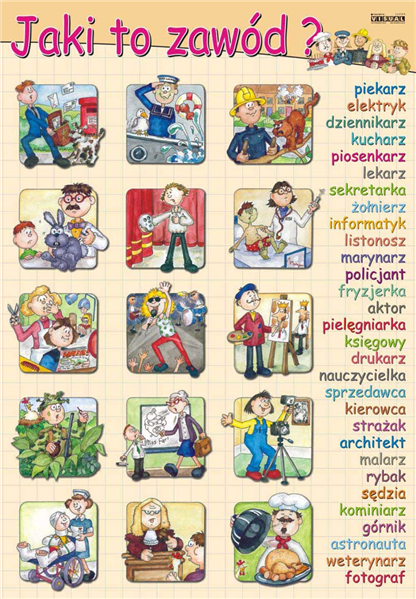 Jaki to zawód ?
VISUAL
piekarz
elektryk
dziennikarz
kucharz
piosenkarz
lekarz
sekretarka
żołnierz
informatyk
listonosz
marynarz
policjant
fryzjerka
aktor
pielęgniarka
księgowy
drukarz
nauczycielka
sprzedawca
kierowca
strażak
architekt
malarz
rybak
sędzia
kominiarz
górnik
astronauta
weterynarz
fotograf